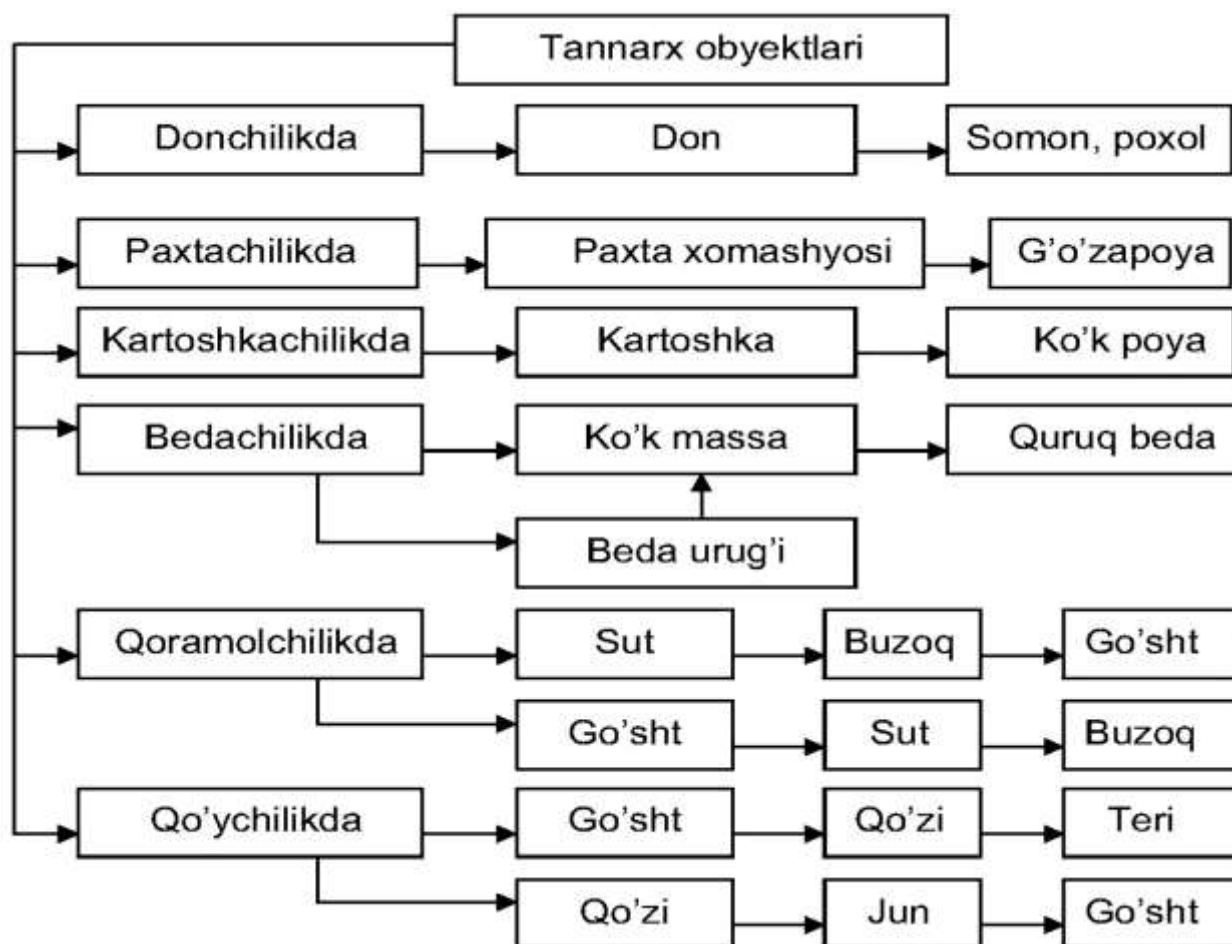 Tannarx obyektlari
Donchilikda
Don
Somon, poxol
Paxtachilikda
Paxta xomashyosi
G’o’zapoya
Kartoshkachilikda
Kartoshka
Ko’k poya
Bedachilikda
Ko’k massa
Quruq beda
Beda urug’i
Qoramolchilikda
Sut
Buzoq
Go’sht
Go’sht
Sut
Buzoq
Qo’ychilikda
Go’sht
Qo’zi
Teri
Qo’zi
Jun
Go’sht